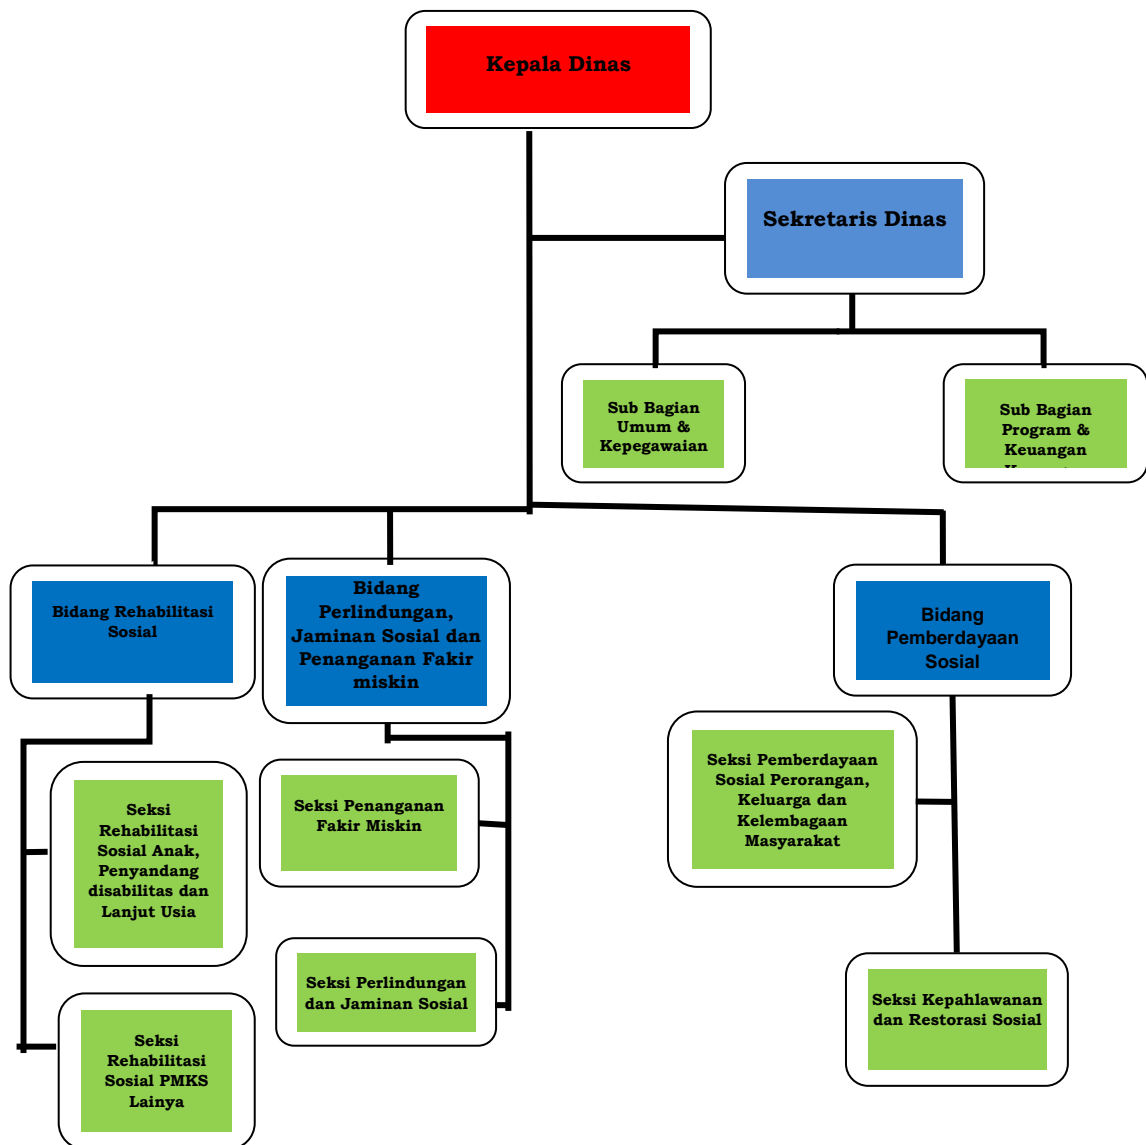 Kepala Dinas
Sekretaris Dinas
Sub Bagian
Umum &
Kepegawaian
Sub Bagian
Program &
Keuangan
Bidang Rehabilitasi
Sosial
Bidang
Perlindungan,
Jaminan Sosial dan
Penanganan Fakir
miskin
Bidang
Pemberdayaan
Sosial
Seksi
Rehabilitasi
Sosial Anak,
Penyandang
disabilitas dan
Lanjut Usia
Seksi
Rehabilitasi
Sosial PMKS
Lainya
Seksi Penanganan
Fakir Miskin
Seksi Perlindungan
dan Jaminan Sosial
Seksi Pemberdayaan
Sosial Perorangan,
Keluarga dan
Kelembagaan
Masyarakat
Seksi Kepahlawanan
dan Restorasi Sosial